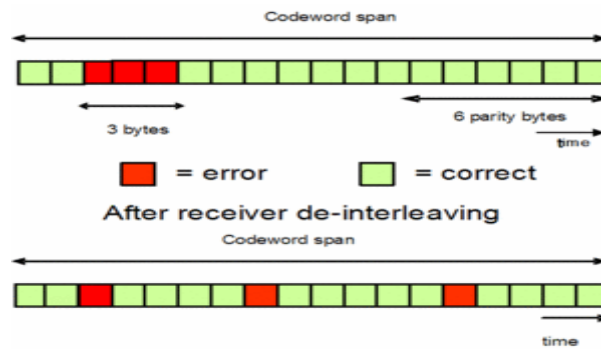 Codeword span
3 bytes
6 parity bytes
time
= error
= correct
After receiver de-interleaving
Codeword span
time